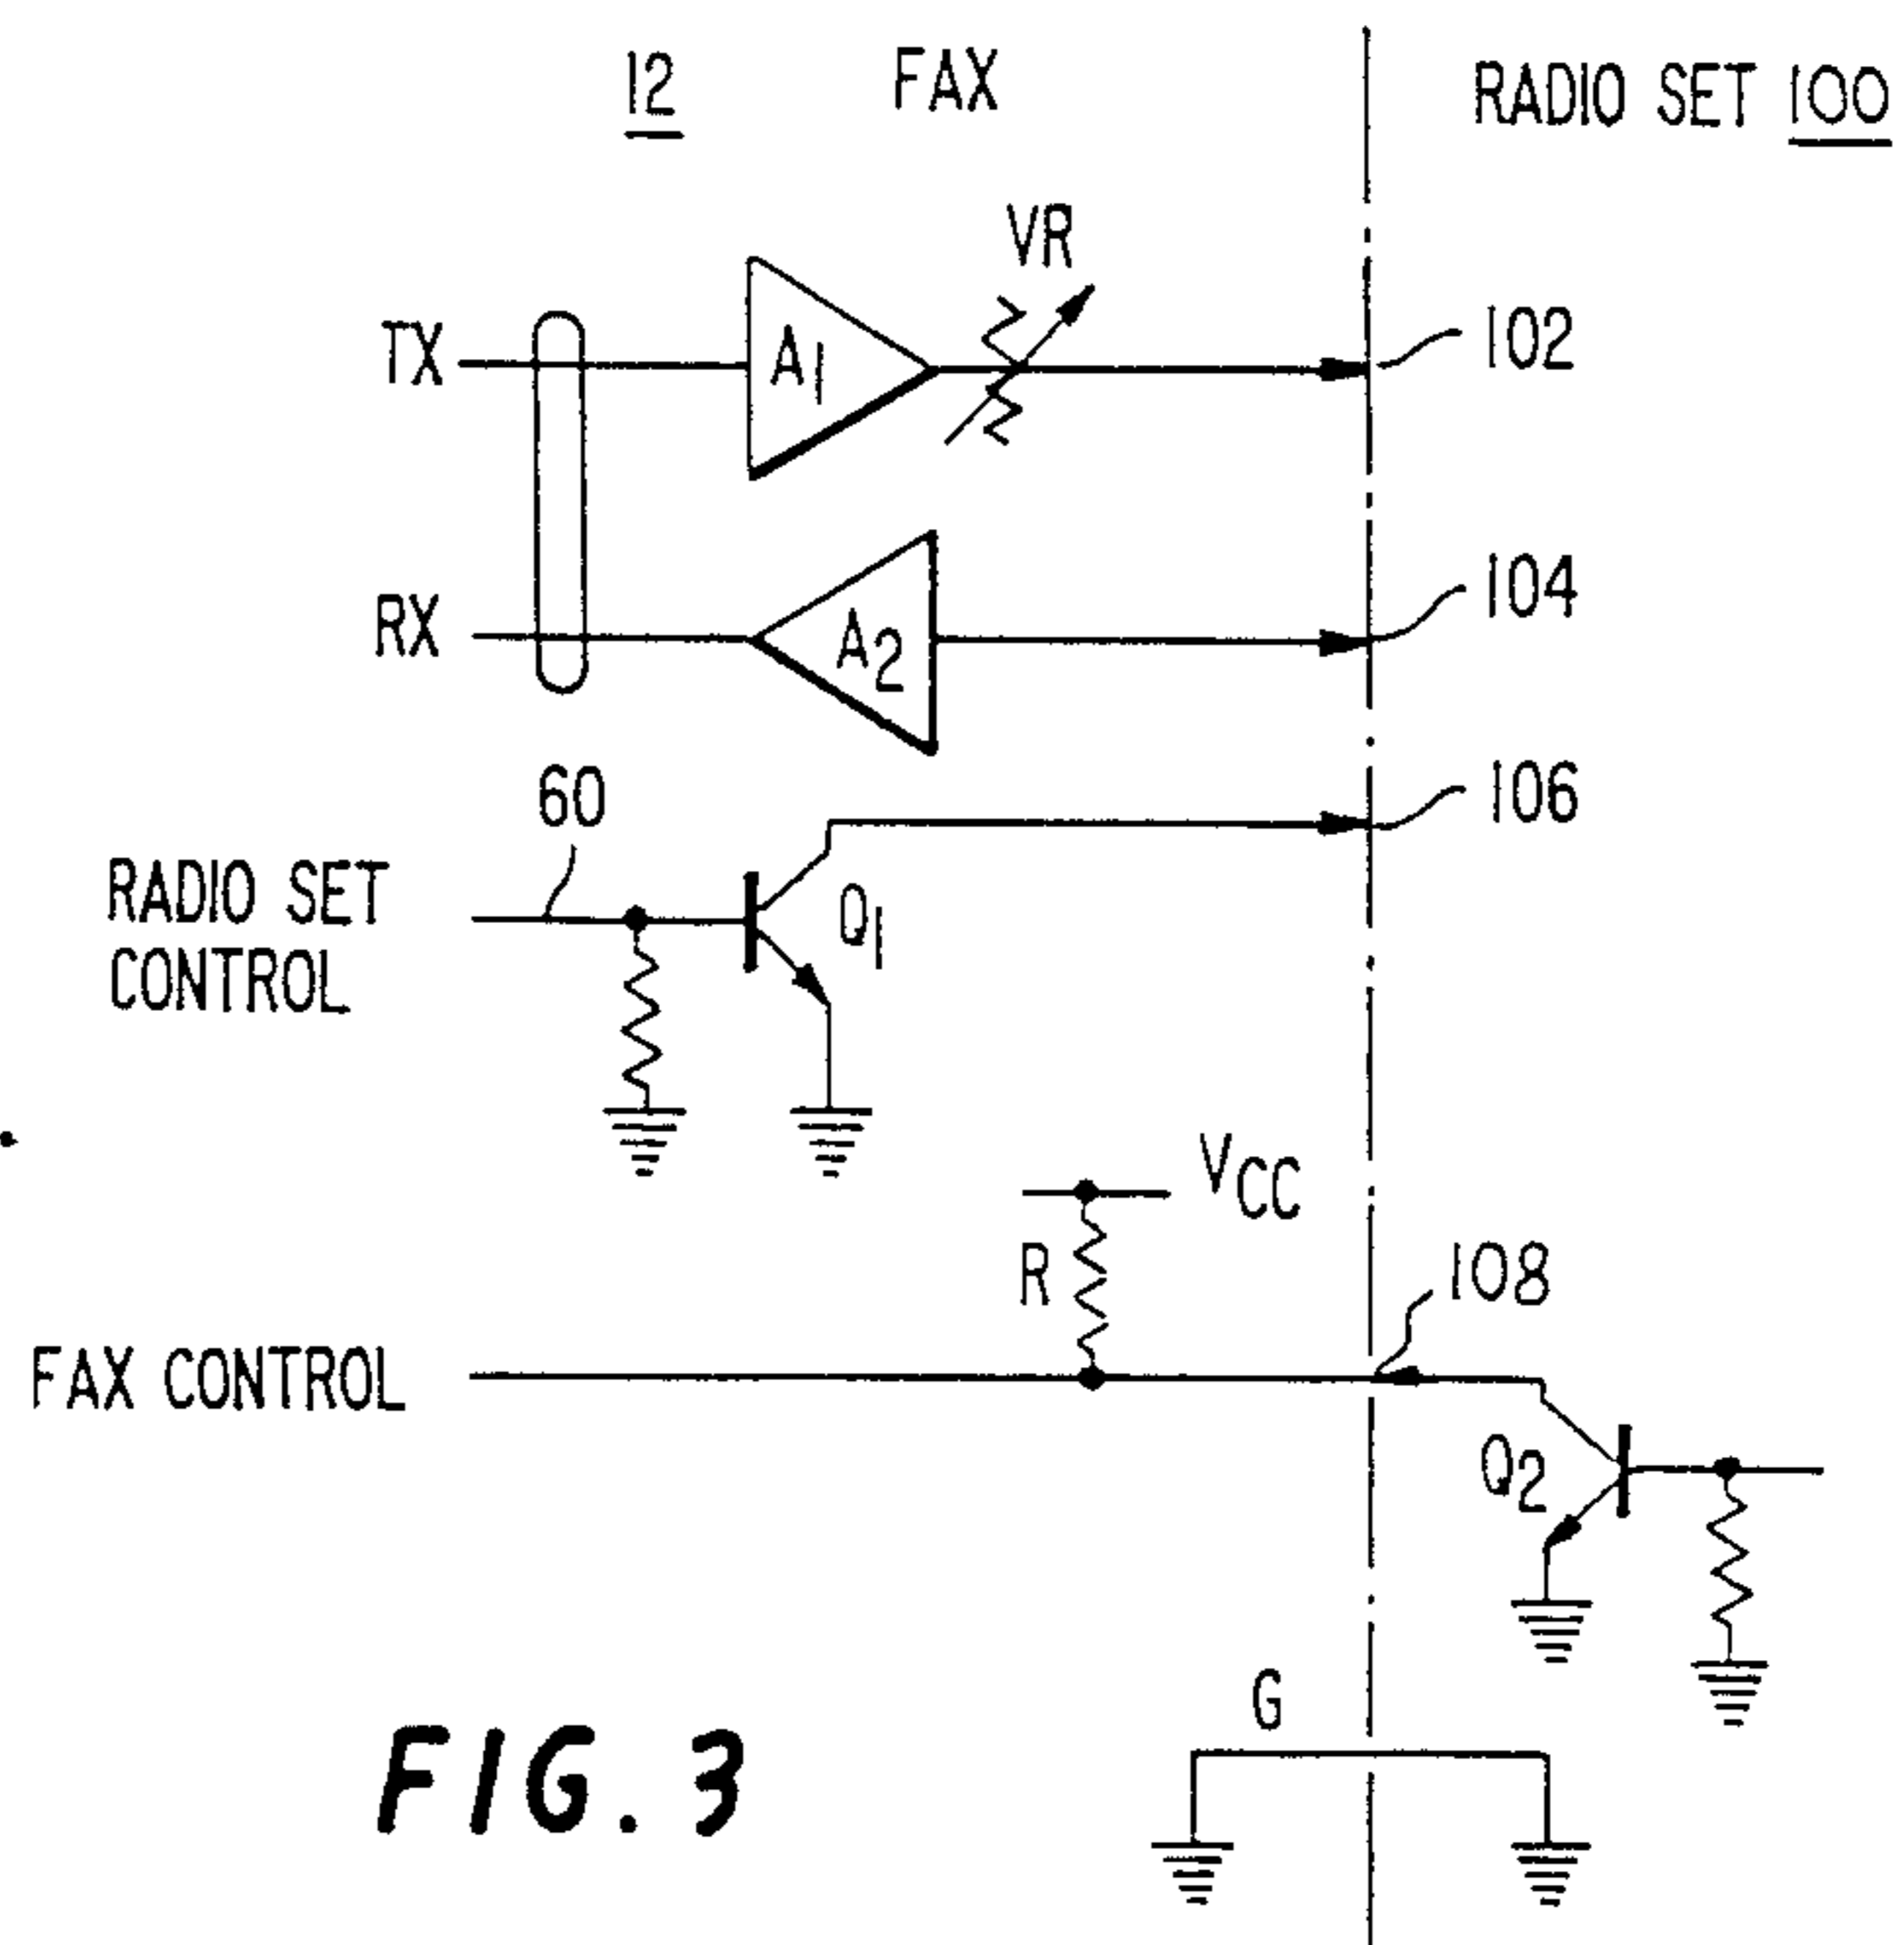 12 FAX RADIO SET 100
VR
TX A1 102
RX A2 104
60 106
RADIO SET
CONTROL
Q1
VCC
R 108
FAX CONTROL
Q2
G
FIG. 3